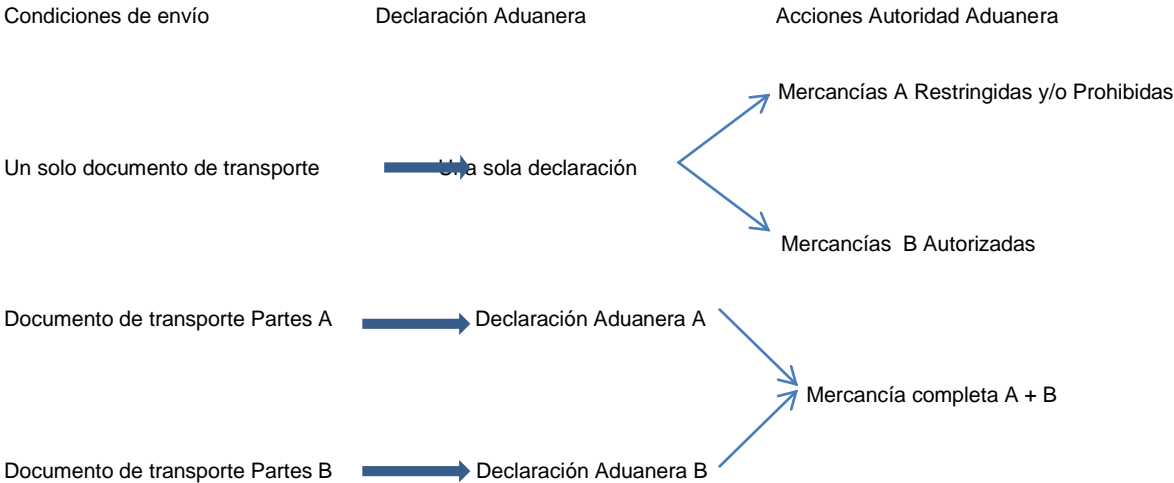 Condiciones de envío Declaración Aduanera Acciones Autoridad Aduanera
Mercancías A Restringidas y/o Prohibidas
Un solo documento de transporte Una sola declaración
Mercancías B Autorizadas
Documento de transporte Partes A Declaración Aduanera A
Mercancía completa A + B
Documento de transporte Partes B Declaración Aduanera B